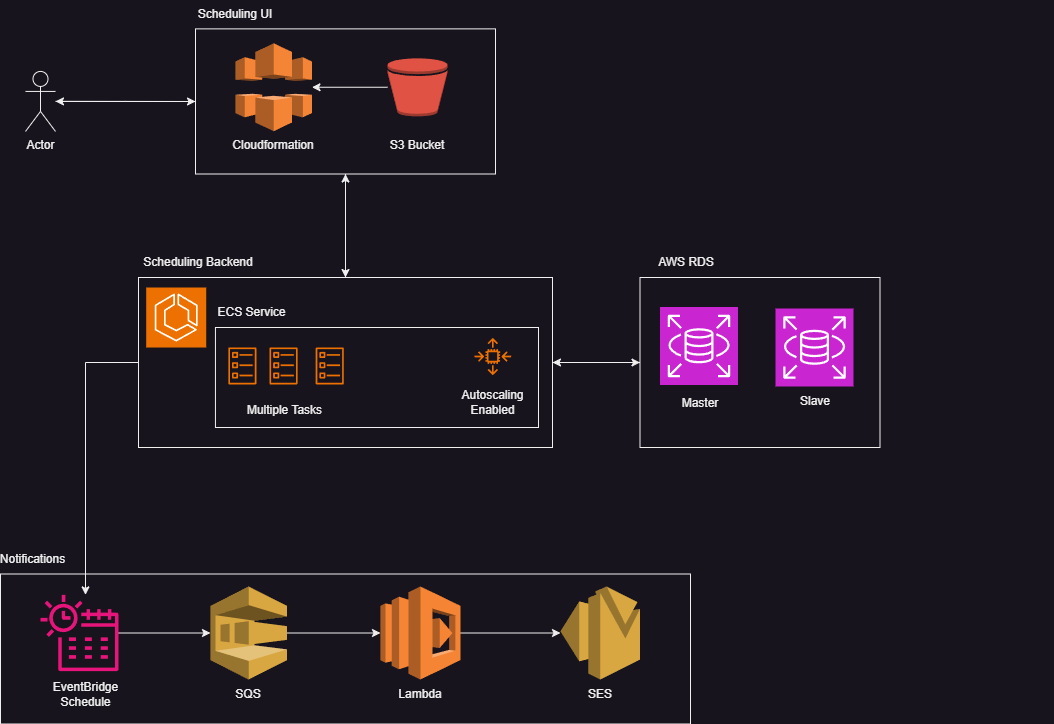 Scheduling UI
Actor
Cloudformation
S3 Bucket
Scheduling Backend
AWS RDS
ECS Service
Multiple Tasks
Autoscaling
Enabled
Master
Slave
Notifications
EventBridge
Schedule
SQS
Lambda
SES